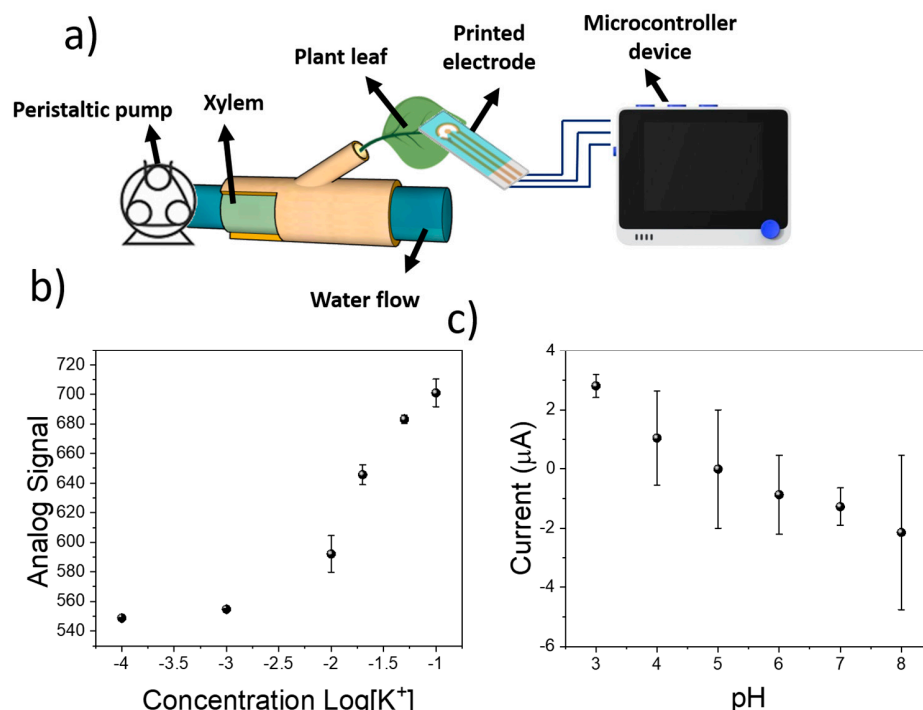 a)
Plant leaf
Printed
electrode
Microcontroller
device
Peristaltic pump
Xylem
Water flow
b)
c)
720
700
680
660
640
620
600
580
560
540
Analog Signal
-4
-3.5
-3
-2.5
-2
-1.5
-1
Concentration Log[K⁺]
4
2
0
-2
-4
-6
Current (μA)
3
4
5
6
7
8
pH